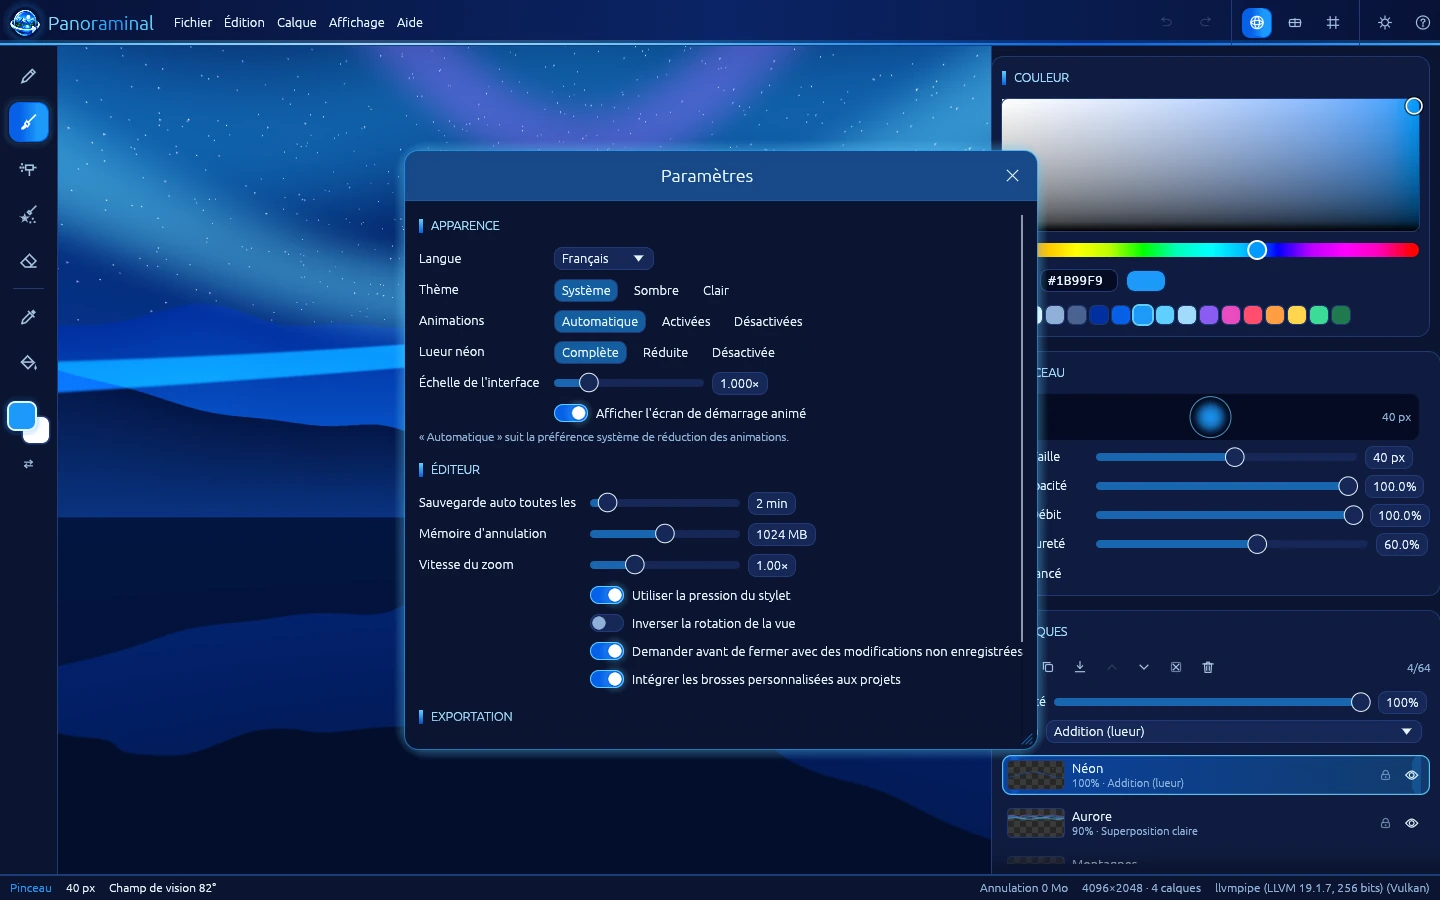 Panoraminal
Fichier Édition Calque Affichage Aide
COULEUR
#1B99F9
40 px
40 px
100.0%
100.0%
60.0%
4/64
100%
Addition (lueur)
Néon
100% · Addition (lueur)
Aurore
90% · Superposition claire
Paramètres
APPARENCE
Langue Français
Thème Système Sombre Clair
Animations Automatique Activées Désactivées
Lueur néon Complète Réduite Désactivée
Échelle de l'interface 1.000×
Afficher l'écran de démarrage animé
« Automatique » suit la préférence système de réduction des animations.
ÉDITEUR
Sauvegarde auto toutes les 2 min
Mémoire d'annulation 1024 MB
Vitesse du zoom 1.00×
Utiliser la pression du stylet
Inverser la rotation de la vue
Demander avant de fermer avec des modifications non enregistrées
Intégrer les brosses personnalisées aux projets
EXPORTATION
Pinceau 40 px Champ de vision 82°
Annulation 0 Mo 4096×2048 · 4 calques llvmpipe (LLVM 19.1.7, 256 bits) (Vulkan)